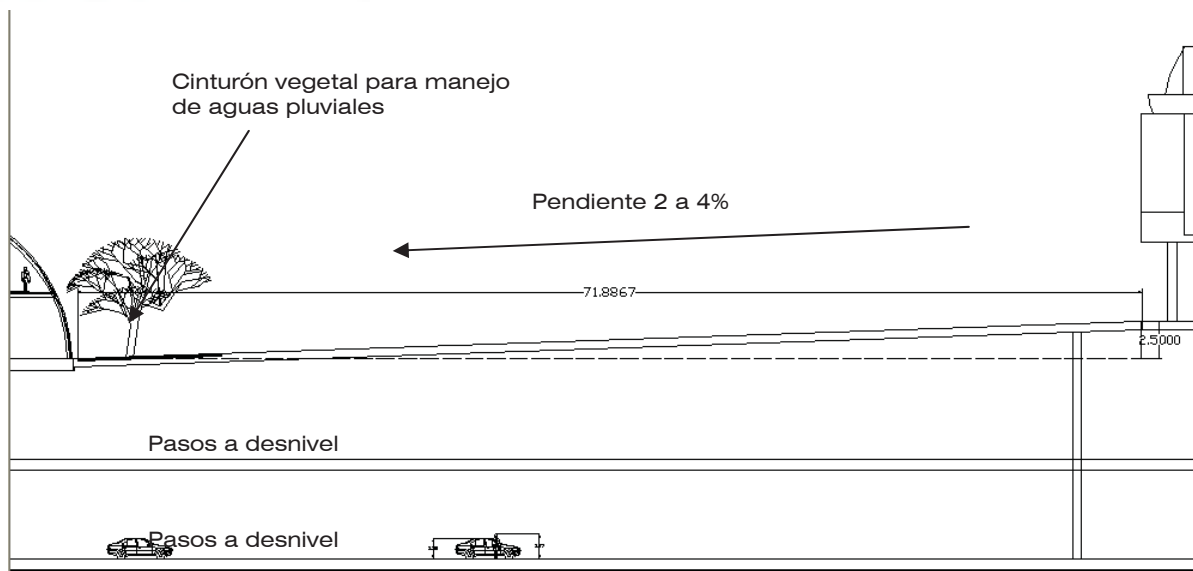 Cinturón vegetal para manejo
de aguas pluviales
Pendiente 2 a 4%
71.8867
2.5000
Pasos a desnivel
Pasos a desnivel